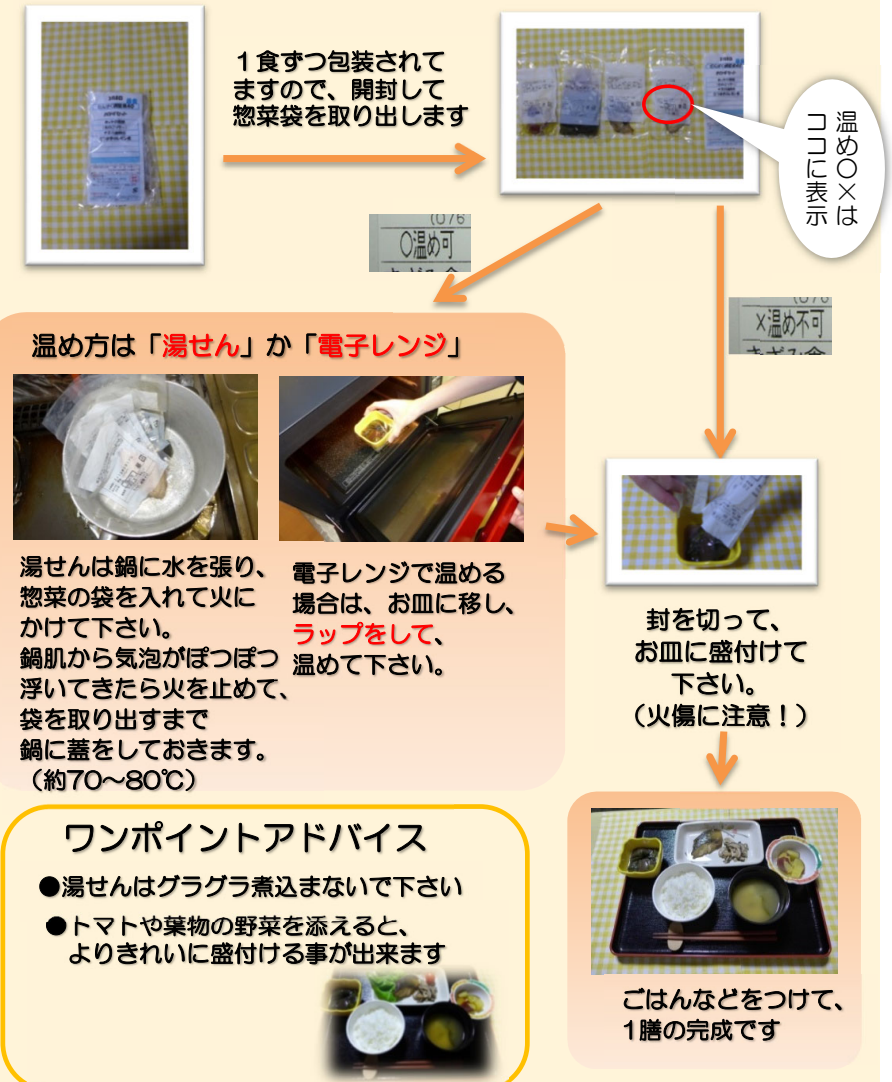 1食ずつ包装されて
ますので、開封して
惣菜袋を取り出します
温め〇×は
ココに表示
〇温め可
×温め不可
温め方は「湯せん」か「電子レンジ」
湯せんは鍋に水を張り、
惣菜の袋を入れて火に
かけて下さい。
鍋肌から気泡がぽつぽつ
浮いてきたら火を止めて、
袋を取り出すまで
鍋に蓋をしておきます。
（約70～80℃）
電子レンジで温める
場合は、お皿に移し、
ラップをして、
温めて下さい。
封を切って、
お皿に盛付けて
下さい。
（火傷に注意！）
ワンポイントアドバイス
●湯せんはグラグラ煮込まないで下さい
●トマトや葉物の野菜を添えると、
よりきれいに盛付ける事が出来ます
ごはんなどをつけて、
1膳の完成です